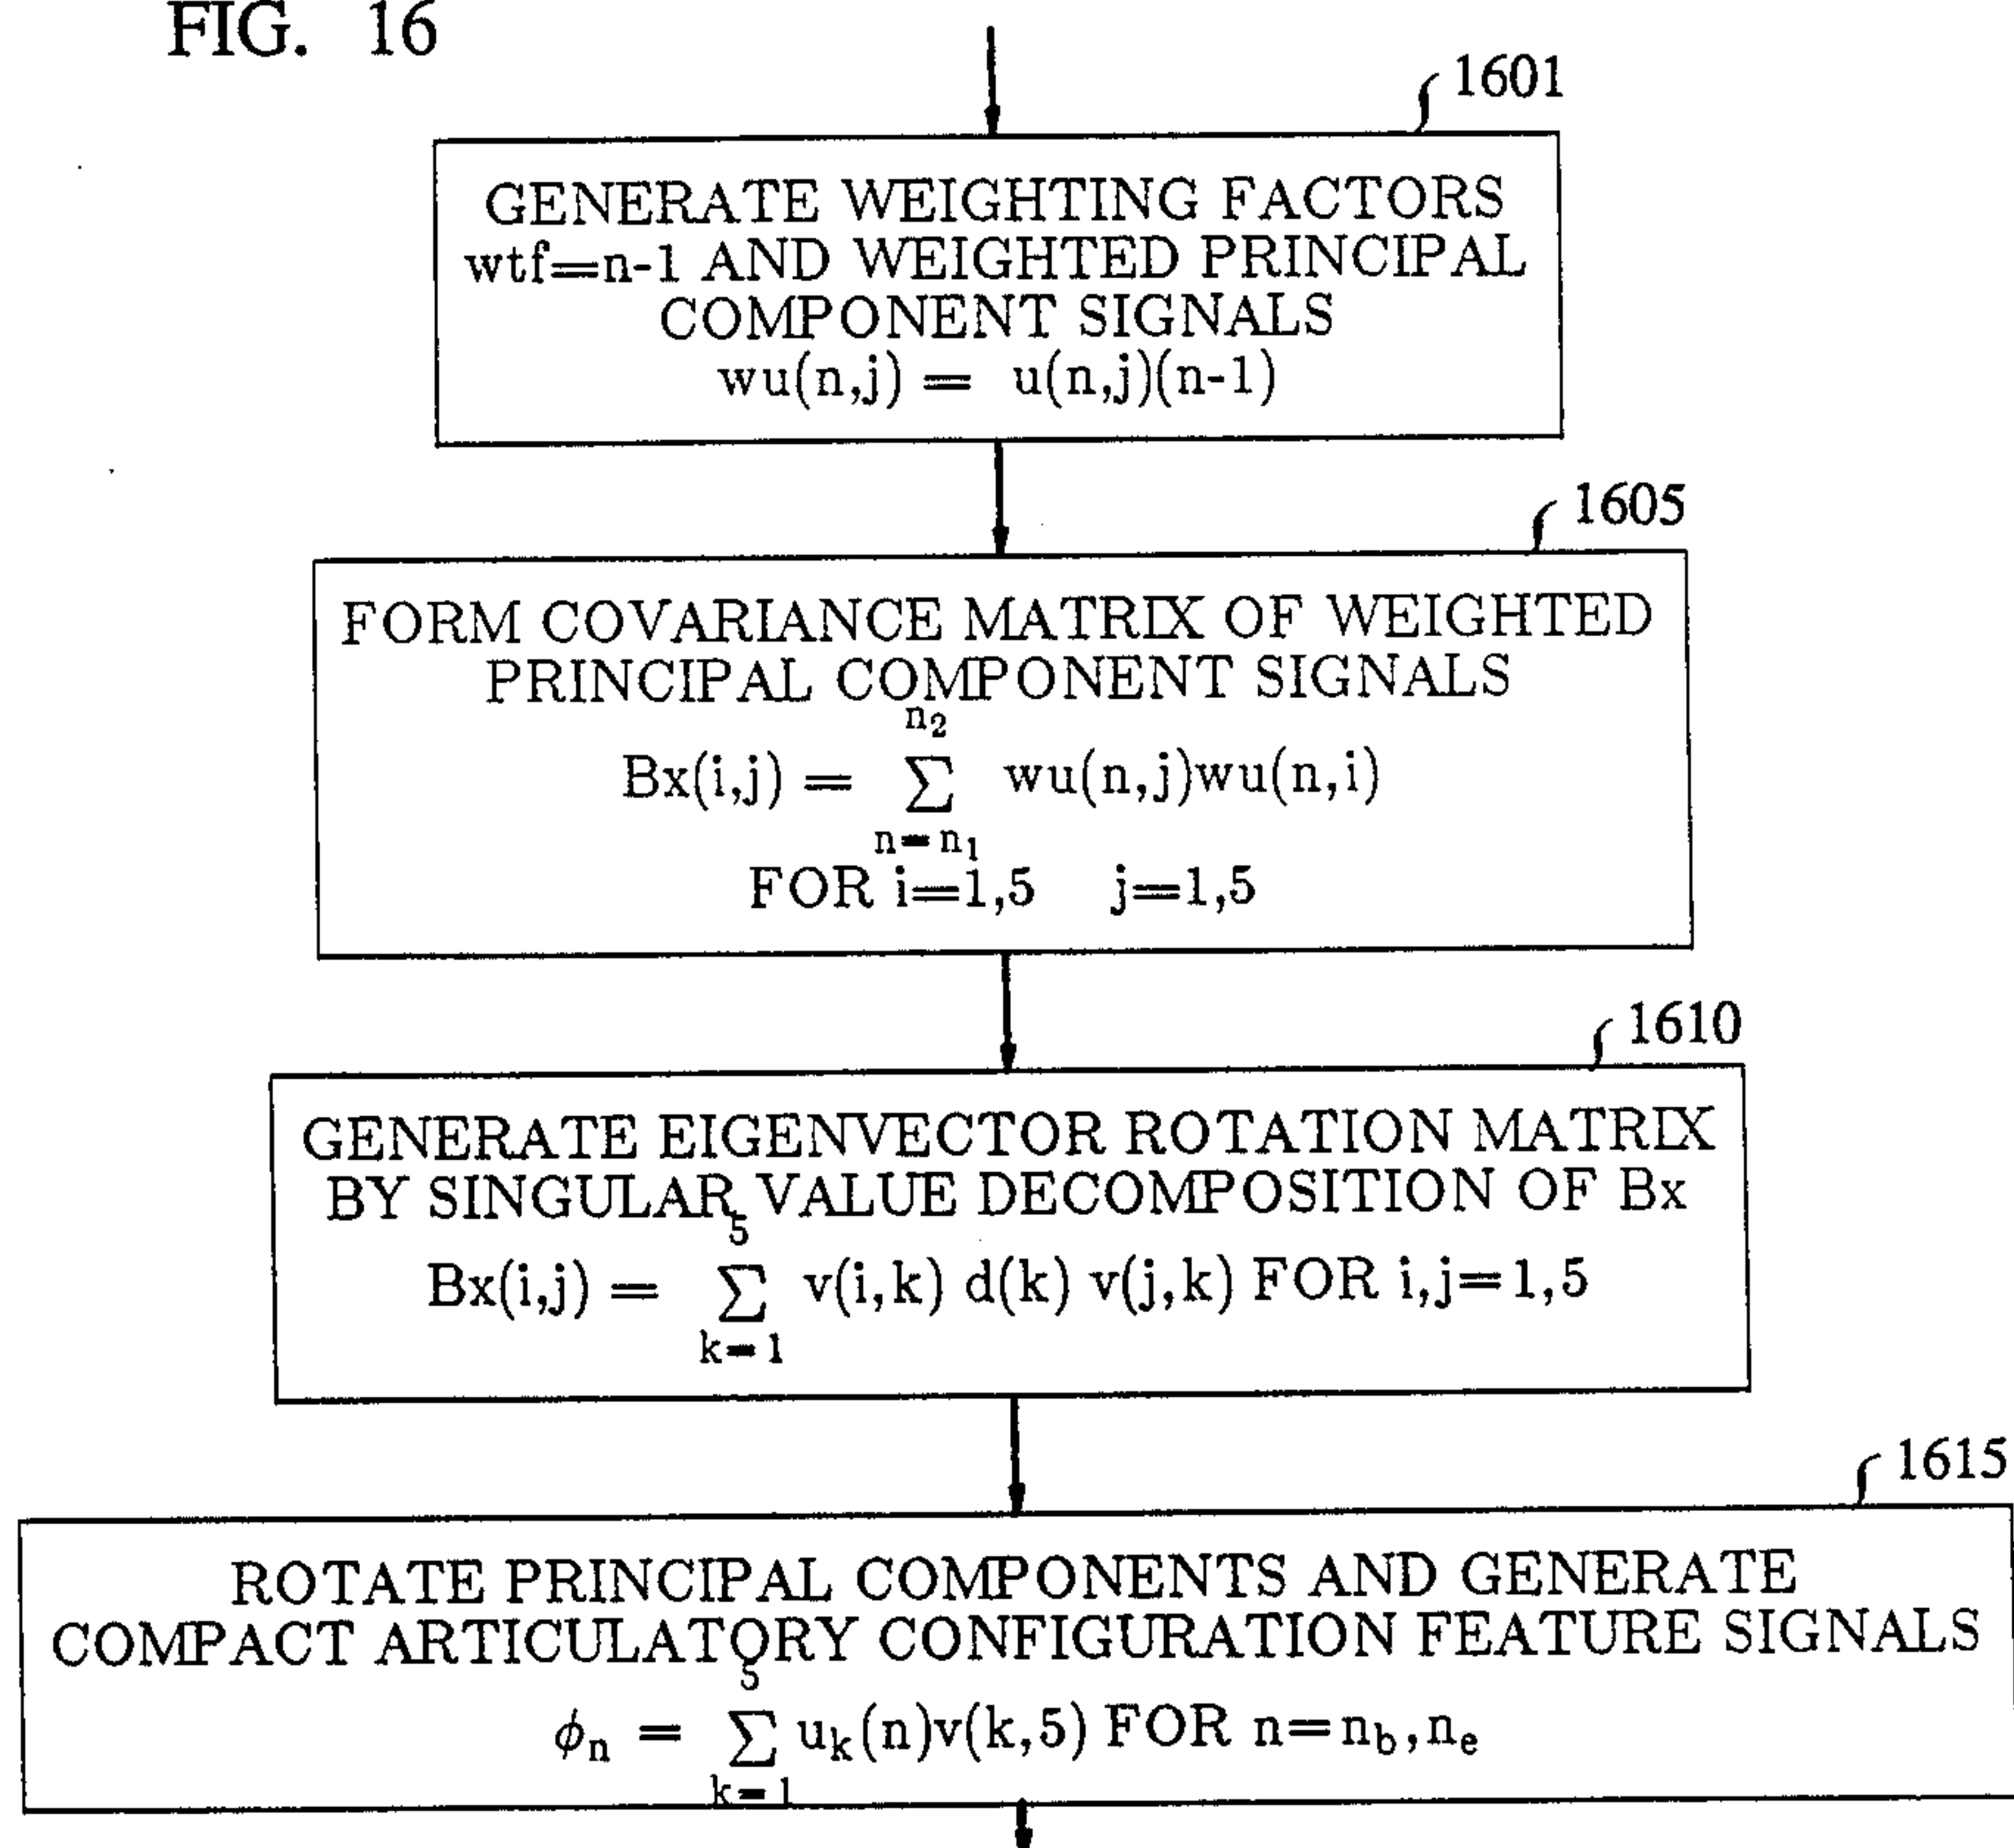 FIG. 16
1601
GENERATE WEIGHTING FACTORS
wtf=n-1 AND WEIGHTED PRINCIPAL
COMPONENT SIGNALS
wu(n,j) = u(n,j)(n-1)
1605
FORM COVARIANCE MATRIX OF WEIGHTED
PRINCIPAL COMPONENT SIGNALS
n₂
Bx(i,j) = ∑ wu(n,j)wu(n,i)
n=n₁
FOR i=1,5 j=1,5
1610
GENERATE EIGENVECTOR ROTATION MATRIX
BY SINGULAR VALUE DECOMPOSITION OF Bx
5
Bx(i,j) = ∑ v(i,k) d(k) v(j,k) FOR i,j=1,5
k=1
1615
ROTATE PRINCIPAL COMPONENTS AND GENERATE
COMPACT ARTICULATORY CONFIGURATION FEATURE SIGNALS
5
ϕₙ = ∑ uₖ(n)v(k,5) FOR n=n_b,nₑ
k=1